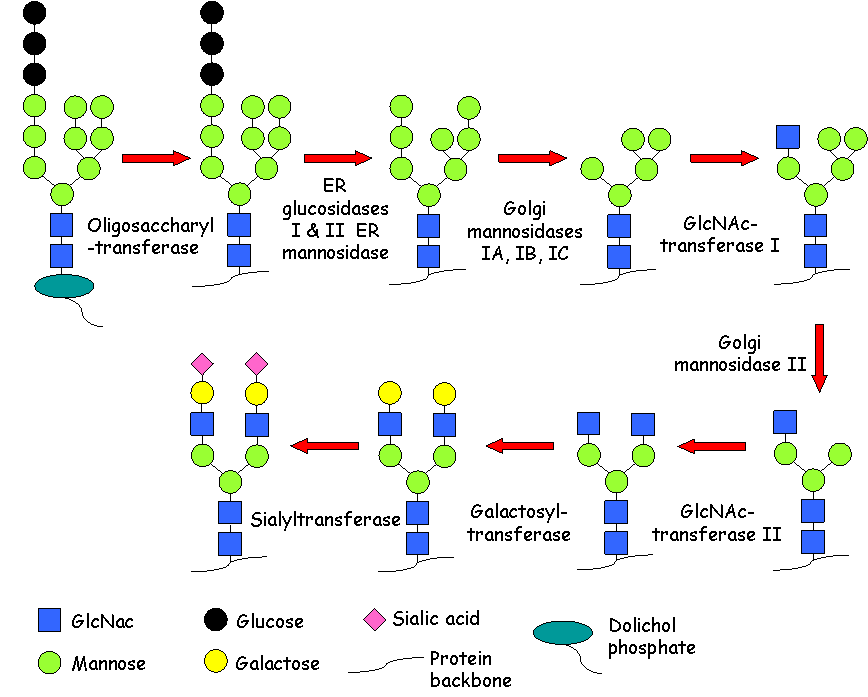 Oligosaccharyl
-transferase
ER
glucosidases
I & II ER
mannosidase
Golgi
mannosidases
IA, IB, IC
GlcNAc-
transferase I
Golgi
mannosidase II
GlcNAc-
transferase II
Galactosyl-
transferase
Sialyltransferase
GlcNac
Glucose
Sialic acid
Dolichol
phosphate
Mannose
Galactose
Protein
backbone